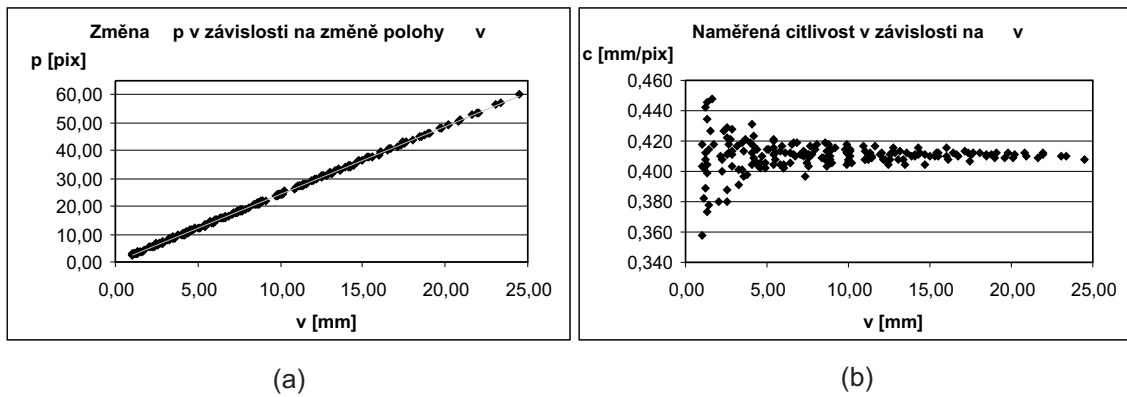 Změna p v závislosti na změně polohy v
p [pix]
60,00
50,00
40,00
30,00
20,00
10,00
0,00
0,00 5,00 10,00 15,00 20,00 25,00
v [mm]
(a)
Naměřená citlivost v závislosti na v
c [mm/pix]
0,460
0,440
0,420
0,400
0,380
0,360
0,340
0,00 5,00 10,00 15,00 20,00 25,00
v [mm]
(b)